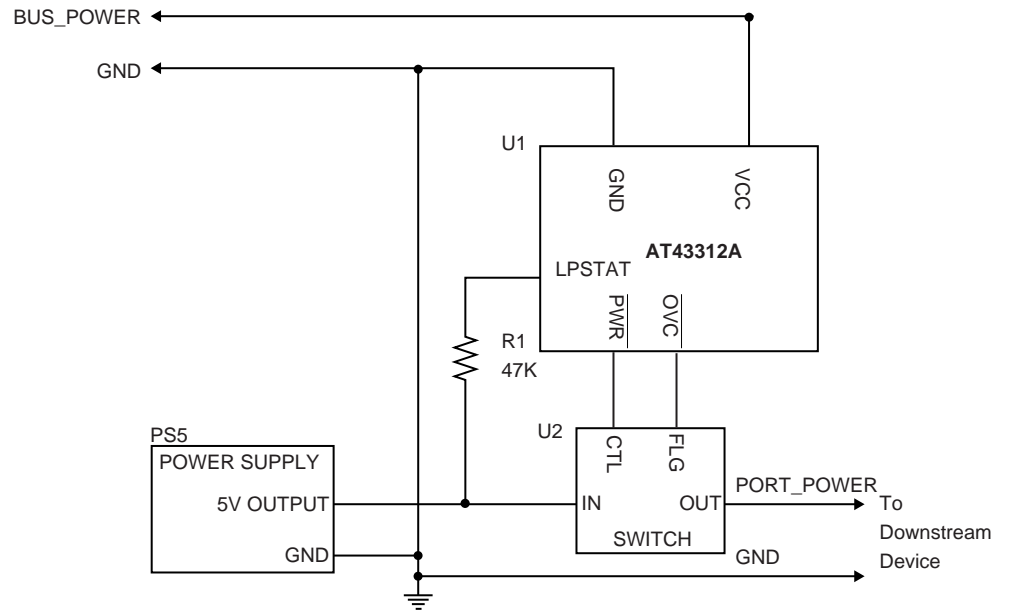 BUS_POWER
GND
U1
GND
VCC
AT43312A
LPSTAT
PWR
OVC
R1
47K
PS5
POWER SUPPLY
5V OUTPUT
GND
U2
CTL
FLG
IN
OUT
SWITCH
PORT_POWER
GND
To
Downstream
Device